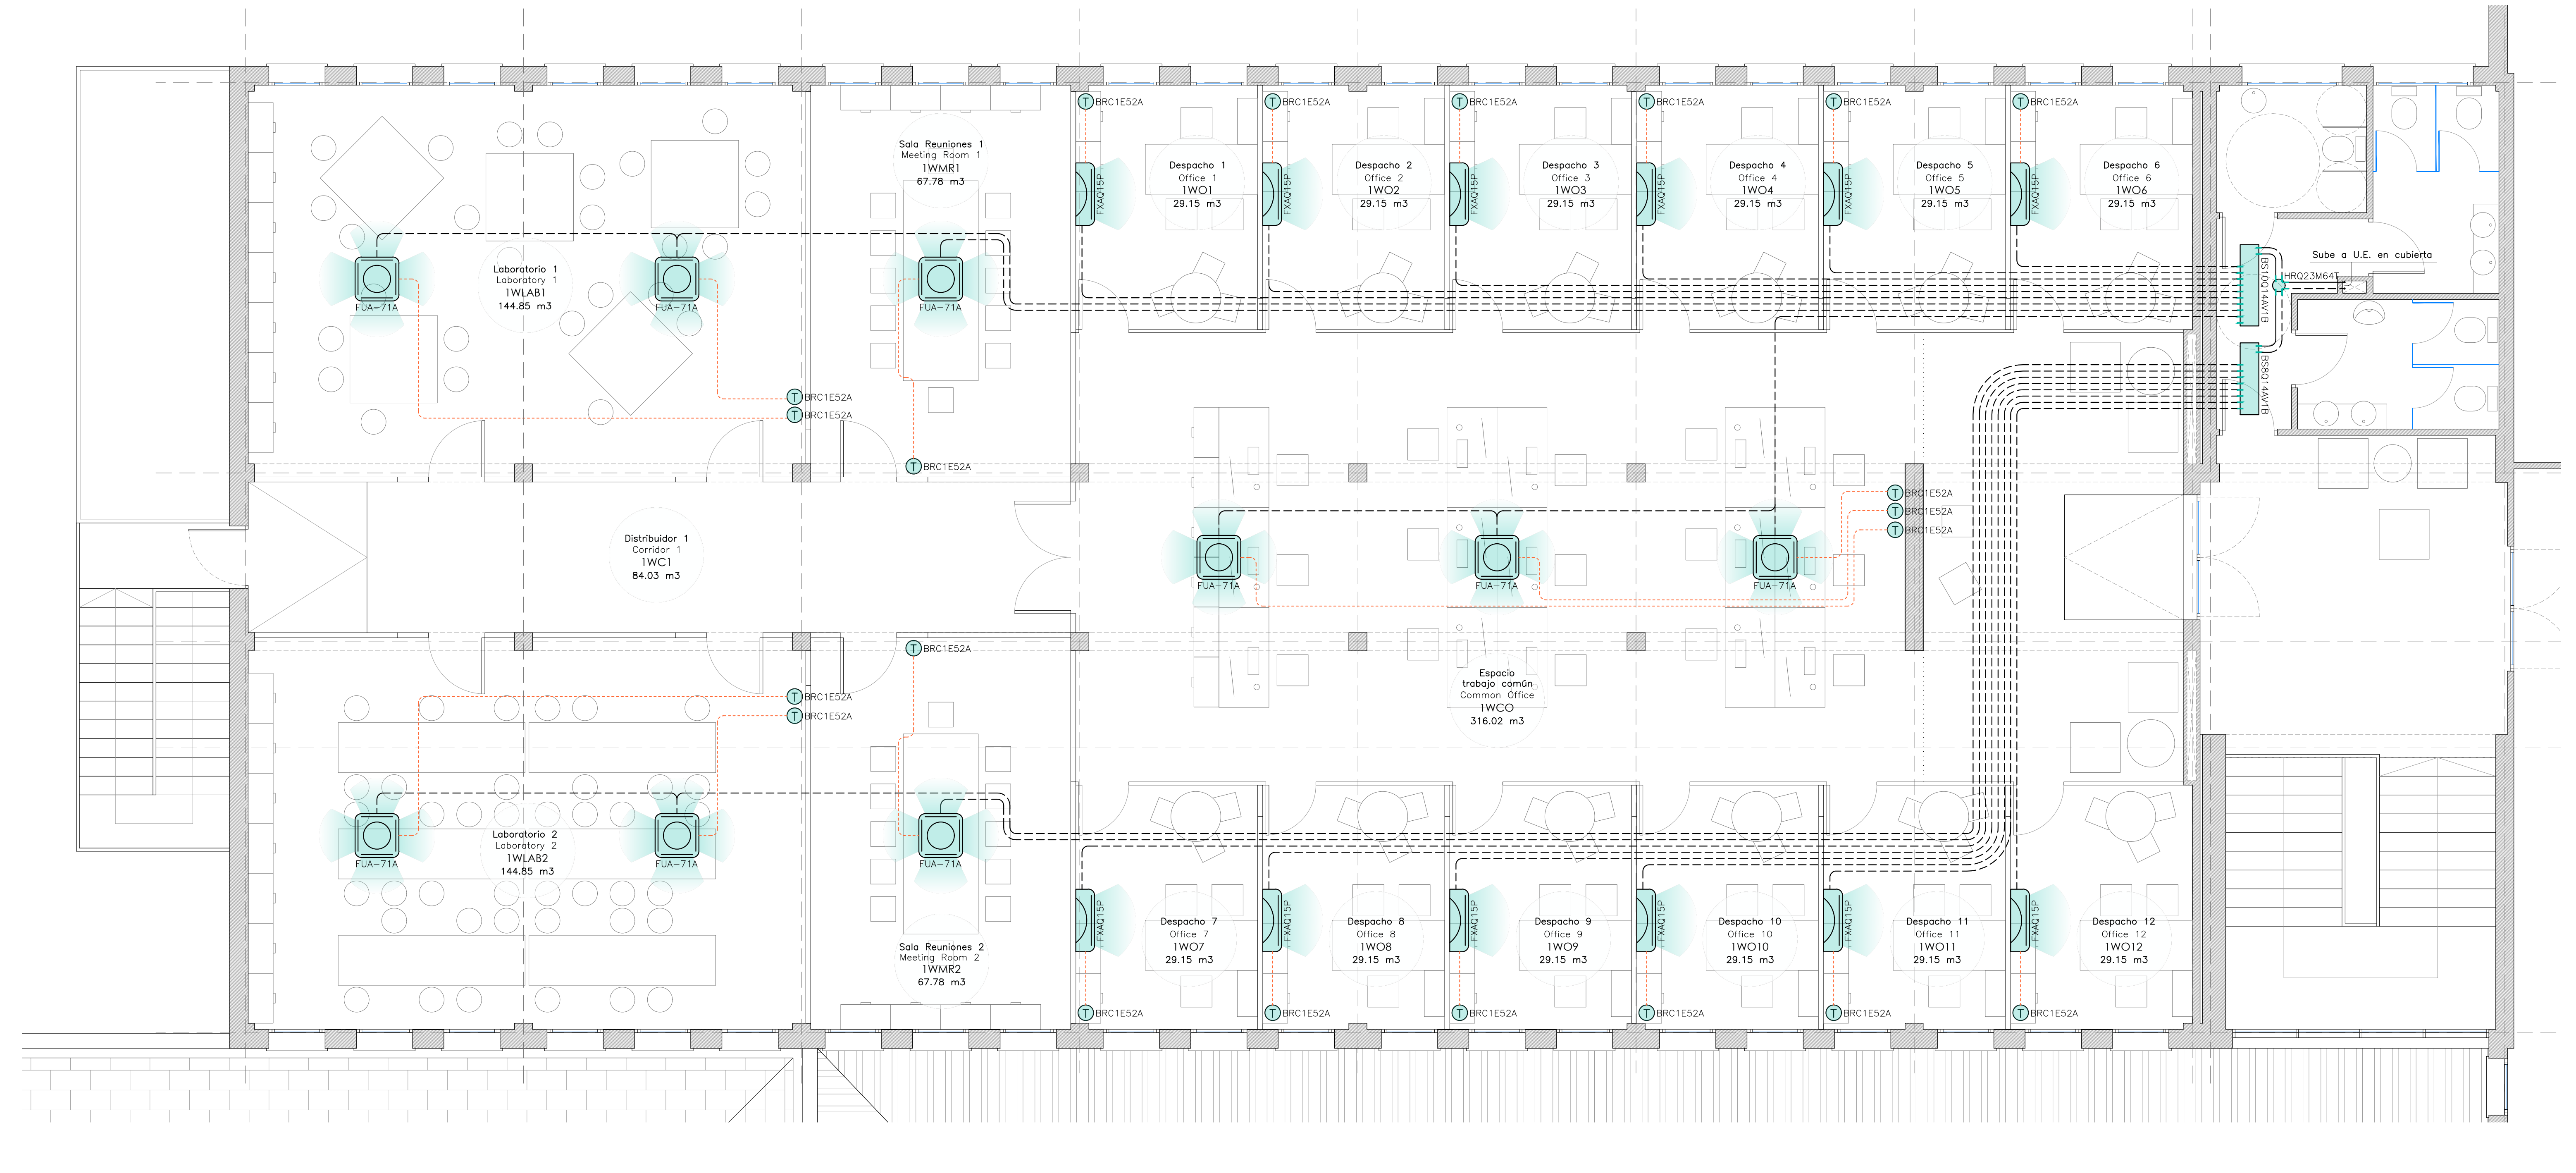 BRC1E52A
BRC1E52A
BRC1E52A
BRC1E52A
BRC1E52A
BRC1E52A
Sala Reuniones 1
Meeting Room 1
1WMR1
67.78 m3
Despacho 1
Office 1
1WO1
29.15 m3
Despacho 2
Office 2
1WO2
29.15 m3
Despacho 3
Office 3
1WO3
29.15 m3
Despacho 4
Office 4
1WO4
29.15 m3
Despacho 5
Office 5
1WO5
29.15 m3
Despacho 6
Office 6
1WO6
29.15 m3
FXAQ15P
FXAQ15P
FXAQ15P
FXAQ15P
FXAQ15P
FXAQ15P
Laboratorio 1
Laboratory 1
1WLAB1
144.85 m3
FUA-71A
FUA-71A
FUA-71A
Sube a U.E. en cubierta
BS10Q14AV1B
HRQ23M64T
BS8Q14AV1B
T BRC1E52A
T BRC1E52A
T BRC1E52A
T BRC1E52A
T BRC1E52A
T BRC1E52A
Distribuidor 1
Corridor 1
1WC1
84.03 m3
FUA-71A
FUA-71A
FUA-71A
T BRC1E52A
T BRC1E52A
T BRC1E52A
Espacio
trabajo común
Common Office
1WCO
316.02 m3
Laboratorio 2
Laboratory 2
1WLAB2
144.85 m3
FUA-71A
FUA-71A
FUA-71A
Sala Reuniones 2
Meeting Room 2
1WMR2
67.78 m3
FXAQ15P
FXAQ15P
FXAQ15P
FXAQ15P
FXAQ15P
FXAQ15P
Despacho 7
Office 7
1WO7
29.15 m3
Despacho 8
Office 8
1WO8
29.15 m3
Despacho 9
Office 9
1WO9
29.15 m3
Despacho 10
Office 10
1WO10
29.15 m3
Despacho 11
Office 11
1WO11
29.15 m3
Despacho 12
Office 12
1WO12
29.15 m3
T BRC1E52A
T BRC1E52A
T BRC1E52A
T BRC1E52A
T BRC1E52A
T BRC1E52A